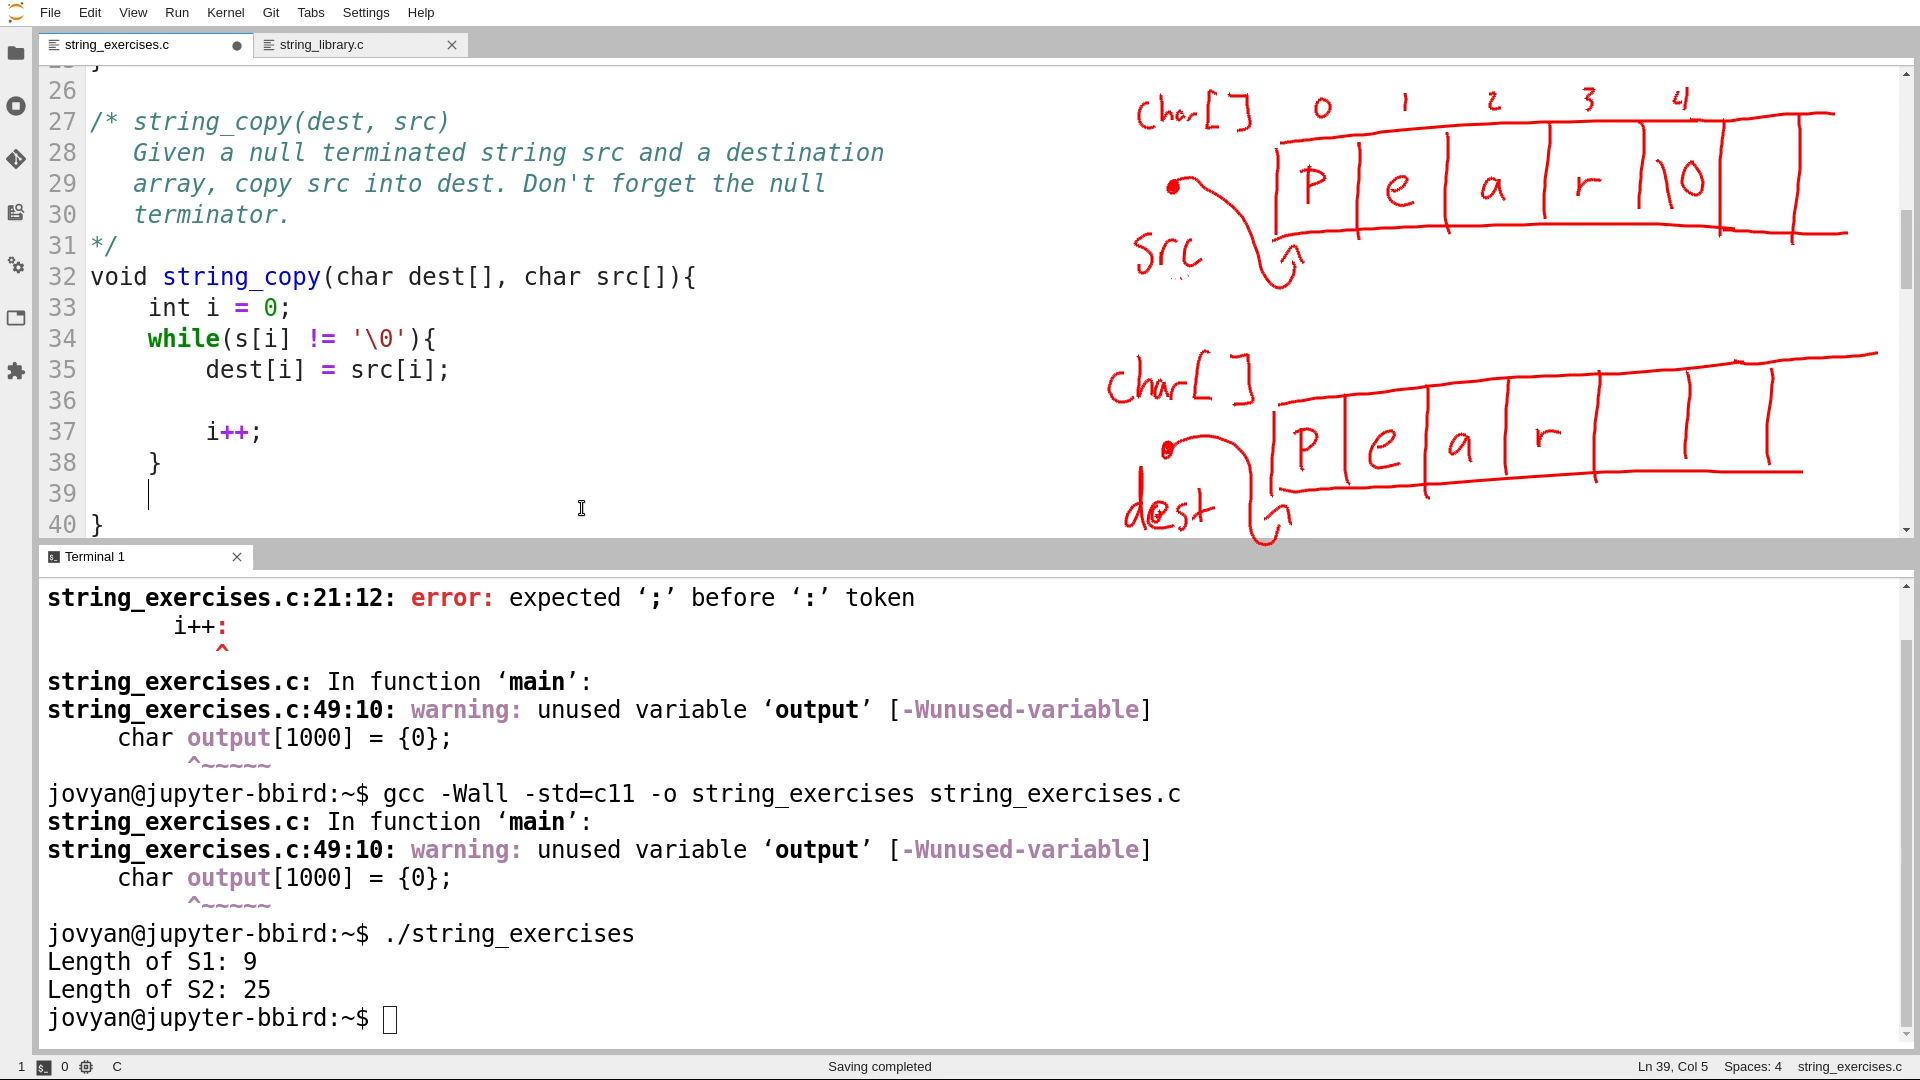 File Edit View Run Kernel Git Tabs Settings Help
string_exercises.c string_library.c
26
27 /* string_copy(dest, src)
28 Given a null terminated string src and a destination
29 array, copy src into dest. Don't forget the null
30 terminator.
31 */
32 void string_copy(char dest[], char src[]){
33 int i = 0;
34 while(s[i] != '\0'){
35 dest[i] = src[i];
36
37 i++;
38 }
39
40 }
char[] 0 1 2 3 4
P e a r \0
src
char[]
P e a r
dest
Terminal 1
string_exercises.c:21:12: error: expected ‘;’ before ‘:’ token
i++:
^
string_exercises.c: In function ‘main’:
string_exercises.c:49:10: warning: unused variable ‘output’ [-Wunused-variable]
char output[1000] = {0};
^~~~~~
jovyan@jupyter-bbird:~$ gcc -Wall -std=c11 -o string_exercises string_exercises.c
string_exercises.c: In function ‘main’:
string_exercises.c:49:10: warning: unused variable ‘output’ [-Wunused-variable]
char output[1000] = {0};
^~~~~~
jovyan@jupyter-bbird:~$ ./string_exercises
Length of S1: 9
Length of S2: 25
jovyan@jupyter-bbird:~$
1 0 C Saving completed Ln 39, Col 5 Spaces: 4 string_exercises.c